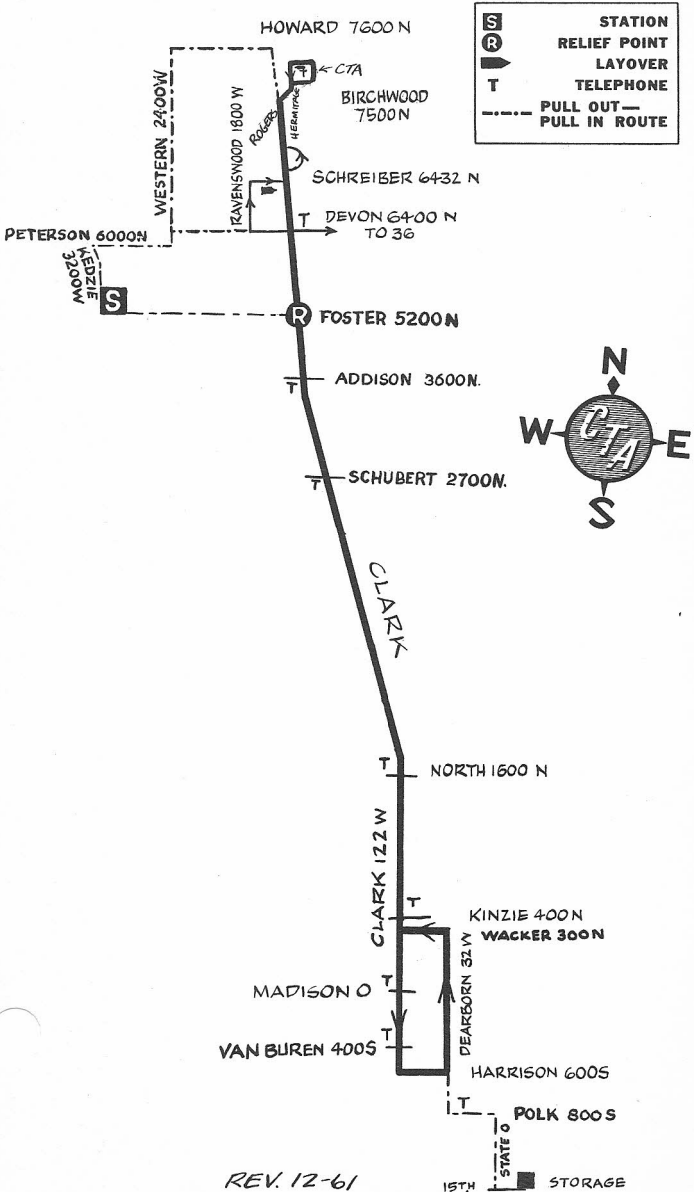 HOWARD 7600 N
S STATION
R RELIEF POINT
LAYOVER
T TELEPHONE
PULL OUT—
PULL IN ROUTE
CTA
BIRCHWOOD
7500 N
ROGERS
HERMITAGE
WESTERN 2400W
RAVENSWOOD 1800 W
SCHREIBER 6432 N
T
DEVON 6400 N
TO 36
PETERSON 6000N
KEDZIE
3200W
S
R
FOSTER 5200N
T
ADDISON 3600N.
N
W
CTA
E
S
T
SCHUBERT 2700N.
CLARK
T
NORTH 1600 N
CLARK 122 W
T
KINZIE 400N
WACKER 300N
DEARBORN 32W
T
MADISON 0
T
VAN BUREN 400S
HARRISON 600S
T
POLK 800S
STATE 0
REV. 12-61
15TH
STORAGE